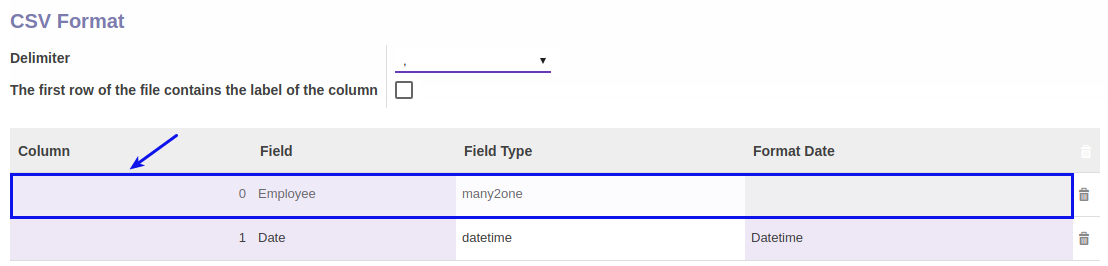 CSV Format
Delimiter ,
The first row of the file contains the label of the column
Column Field Field Type Format Date
0 Employee many2one
1 Date datetime Datetime